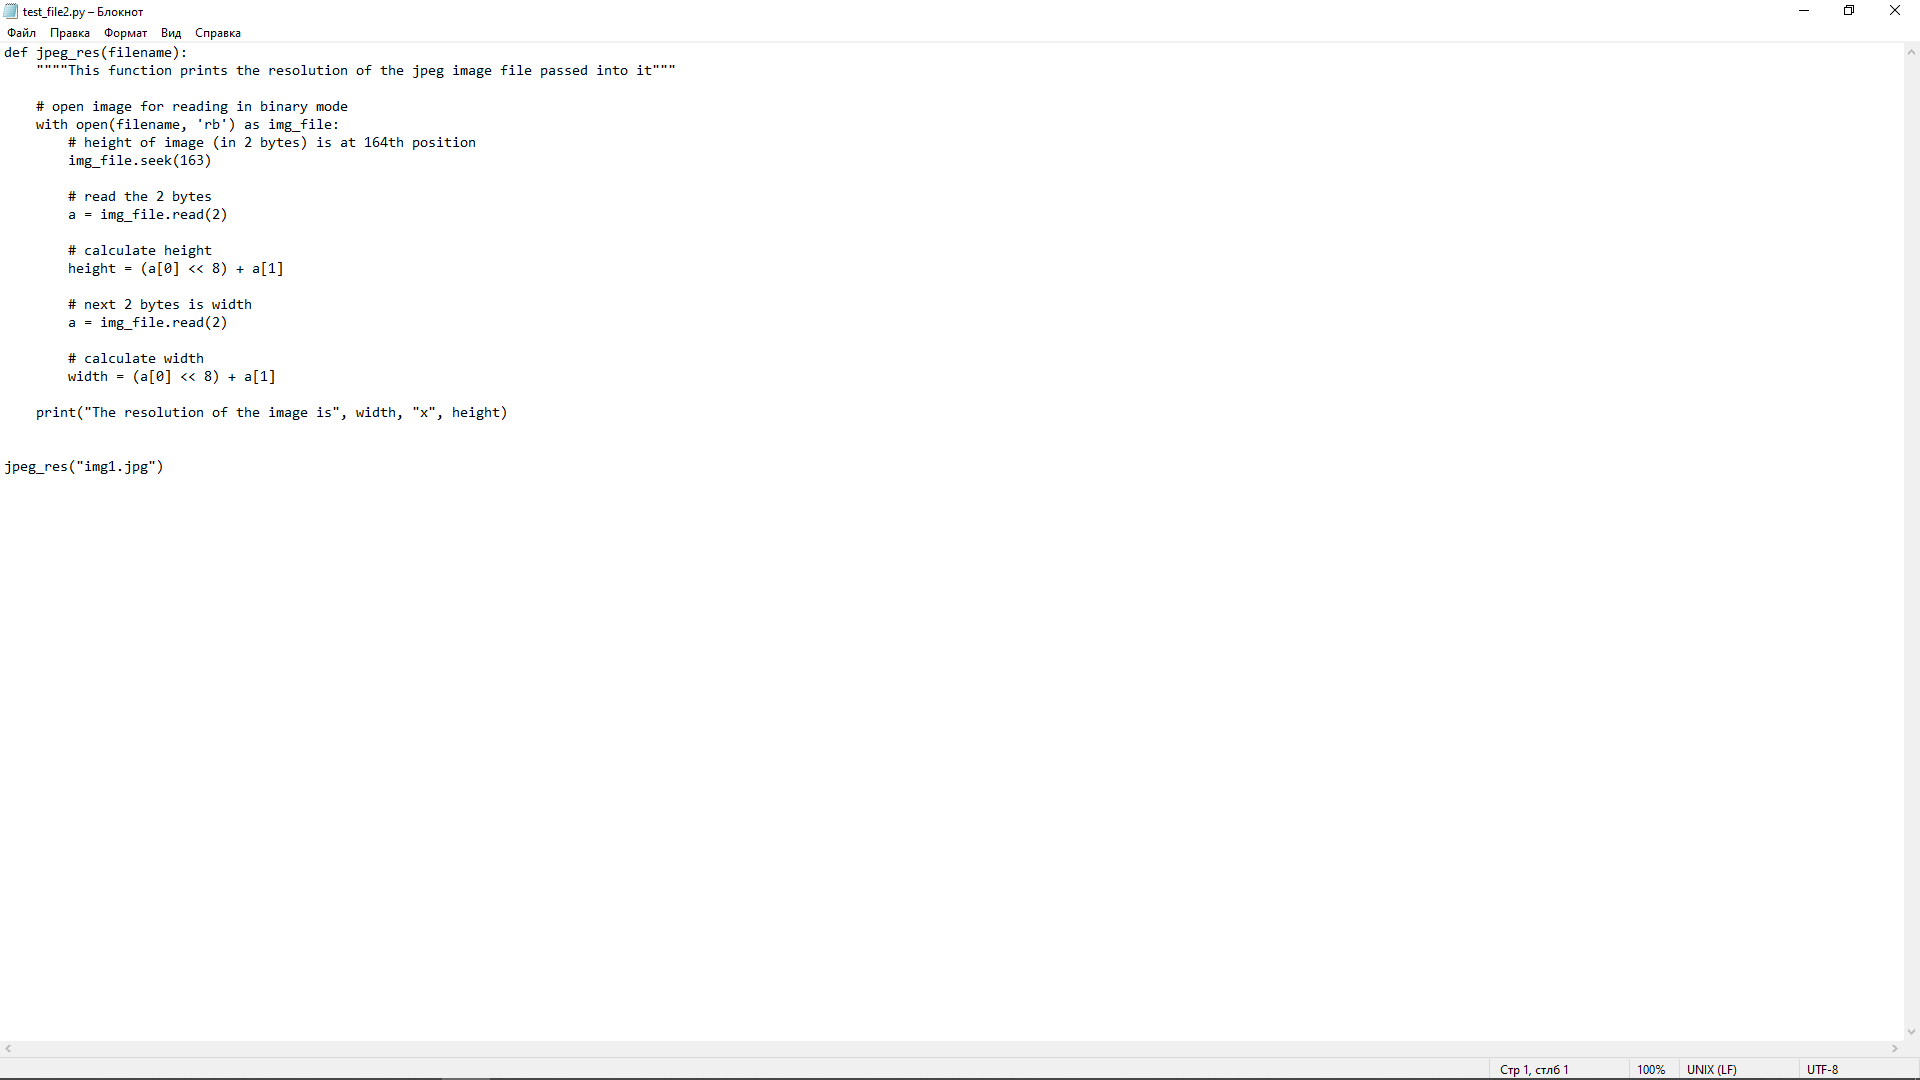 test_file2.py – Блокнот
Файл Правка Формат Вид Справка
def jpeg_res(filename):
    """"This function prints the resolution of the jpeg image file passed into it"""
    # open image for reading in binary mode
    with open(filename, 'rb') as img_file:
        # height of image (in 2 bytes) is at 164th position
        img_file.seek(163)
        # read the 2 bytes
        a = img_file.read(2)
        # calculate height
        height = (a[0] << 8) + a[1]
        # next 2 bytes is width
        a = img_file.read(2)
        # calculate width
        width = (a[0] << 8) + a[1]
    print("The resolution of the image is", width, "x", height)
jpeg_res("img1.jpg")
Стр 1, стлб 1 100% UNIX (LF) UTF-8